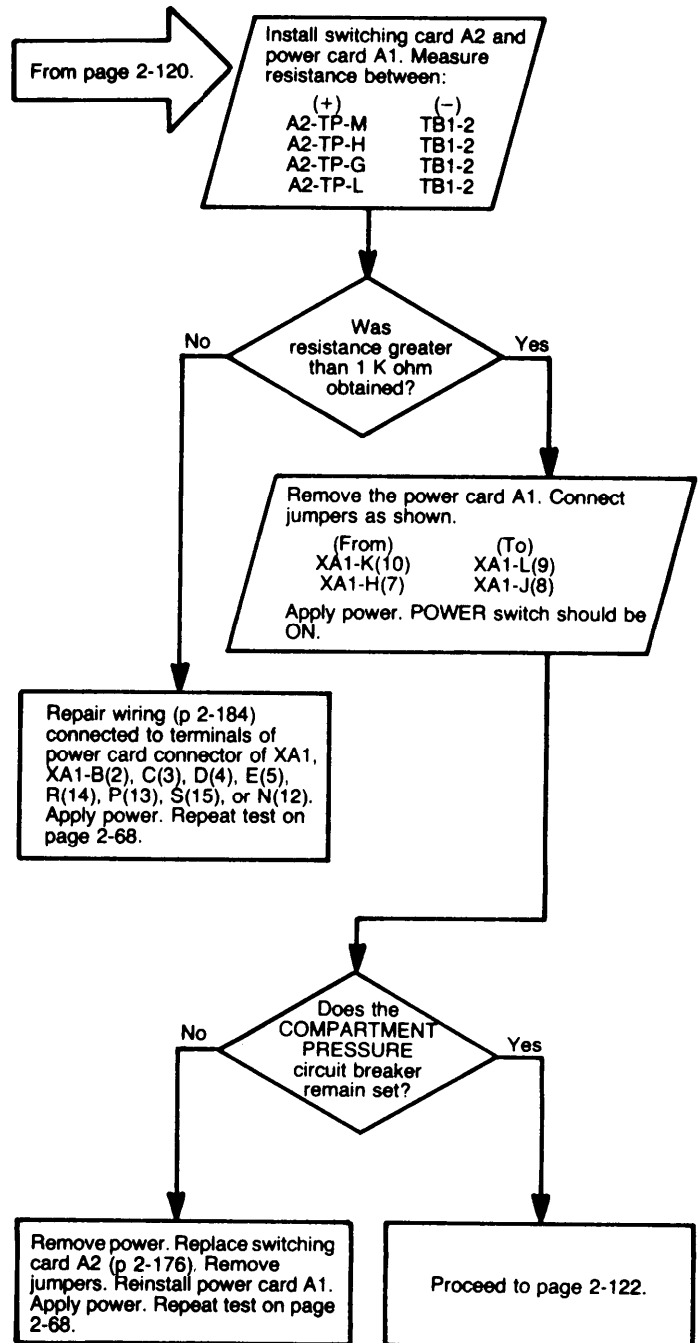 From page 2-120.
Install switching card A2 and
power card A1. Measure
resistance between:
(+) (−)
A2-TP-M TB1-2
A2-TP-H TB1-2
A2-TP-G TB1-2
A2-TP-L TB1-2
Was
resistance greater
than 1 K ohm
obtained?
No
Yes
Remove the power card A1. Connect
jumpers as shown.
(From) (To)
XA1-K(10) XA1-L(9)
XA1-H(7) XA1-J(8)
Apply power. POWER switch should be
ON.
Repair wiring (p 2-184)
connected to terminals of
power card connector of XA1,
XA1-B(2), C(3), D(4), E(5),
R(14), P(13), S(15), or N(12).
Apply power. Repeat test on
page 2-68.
Does the
COMPARTMENT
PRESSURE
circuit breaker
remain set?
No
Yes
Remove power. Replace switching
card A2 (p 2-176). Remove
jumpers. Reinstall power card A1.
Apply power. Repeat test on page
2-68.
Proceed to page 2-122.